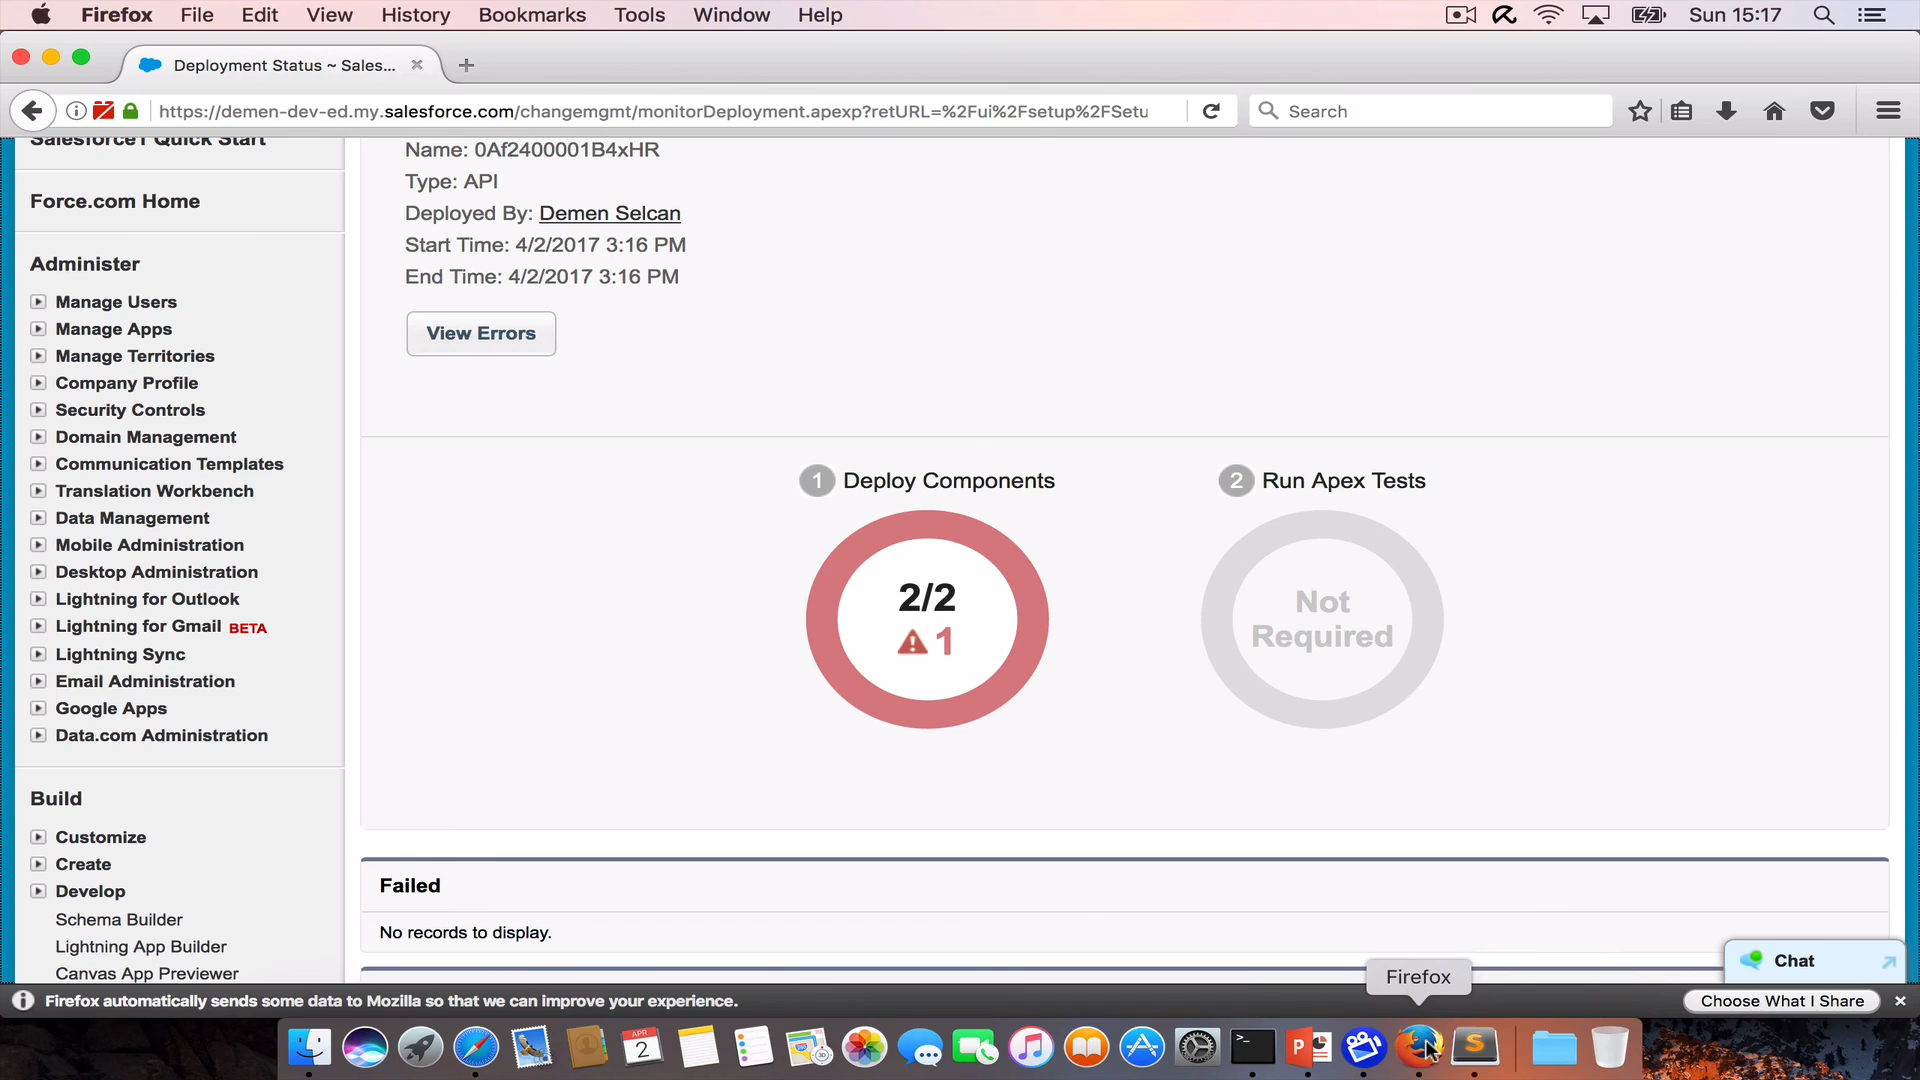 Firefox File Edit View History Bookmarks Tools Window Help Sun 15:17
Deployment Status ~ Sales...
https://demen-dev-ed.my.salesforce.com/changemgmt/monitorDeployment.apexp?retURL=%2Fui%2Fsetup%2FSetu
Search
Salesforce1 Quick Start
Force.com Home
Administer
Manage Users
Manage Apps
Manage Territories
Company Profile
Security Controls
Domain Management
Communication Templates
Translation Workbench
Data Management
Mobile Administration
Desktop Administration
Lightning for Outlook
Lightning for Gmail BETA
Lightning Sync
Email Administration
Google Apps
Data.com Administration
Build
Customize
Create
Develop
Schema Builder
Lightning App Builder
Canvas App Previewer
Name: 0Af2400001B4xHR
Type: API
Deployed By: Demen Selcan
Start Time: 4/2/2017 3:16 PM
End Time: 4/2/2017 3:16 PM
View Errors
1 Deploy Components
2/2
1
2 Run Apex Tests
Not
Required
Failed
No records to display.
Chat
Firefox
Firefox automatically sends some data to Mozilla so that we can improve your experience.
Choose What I Share
APR
2
3D
>_
P
S